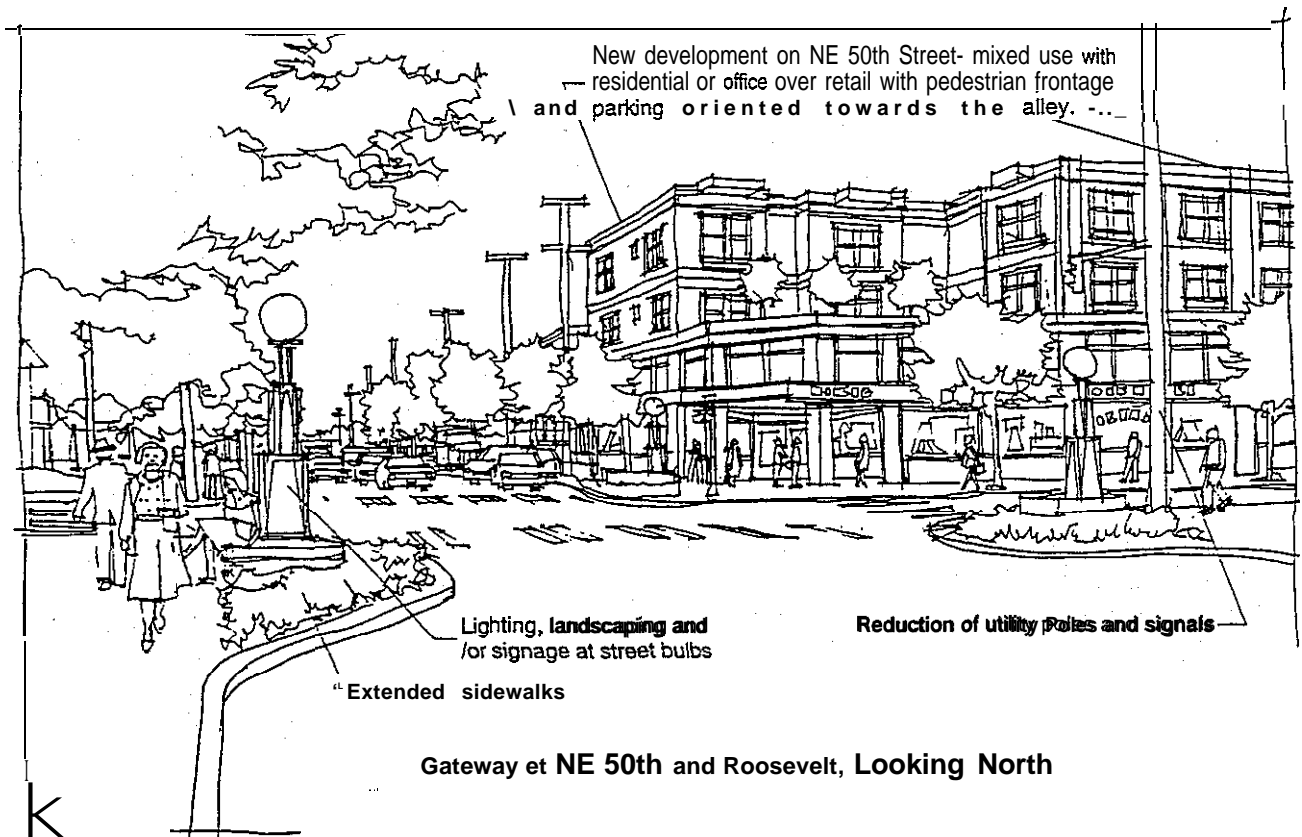 New development on NE 50th Street- mixed use with
residential or office over retail with pedestrian frontage
\ and parking oriented towards the alley. -.._
Lighting, landscaping and
/or signage at street bulbs
Reduction of utility Poles and signals
Extended sidewalks
Gateway et NE 50th and Roosevelt, Looking North
k